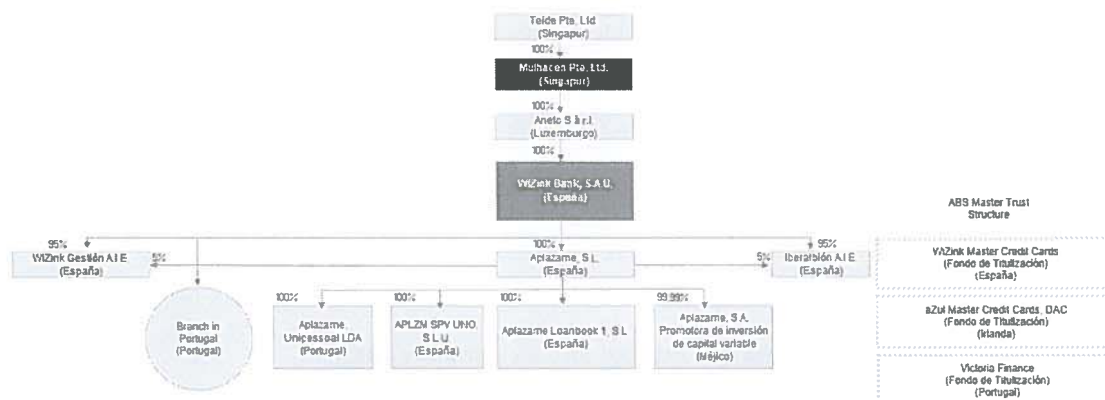 Teide Pte. Ltd
(Singapur)
100%
Mulhacen Pte. Ltd.
(Singapur)
100%
Aneto S.à r.l.
(Luxemburgo)
100%
WiZink Bank, S.A.U.
(España)
ABS Master Trust
Structure
95%
WiZink Gestión A.I.E.
(España)
5%
100%
Aplazame, S.L.
(España)
5%
95%
Iberalbión A.I.E.
(España)
WiZink Master Credit Cards
(Fondo de Titulización)
(España)
Branch in
Portugal
(Portugal)
100%
Aplazame,
Unipessoal LDA
(Portugal)
100%
APLZM SPV UNO,
S.L.U.
(España)
100%
Aplazame Loanbook 1, S.L
(España)
99,99%
Aplazame, S.A.
Promotora de inversión
de capital variable
(Méjico)
aZul Master Credit Cards, DAC
(Fondo de Titulización)
(Irlanda)
Victoria Finance
(Fondo de Titulización)
(Portugal)